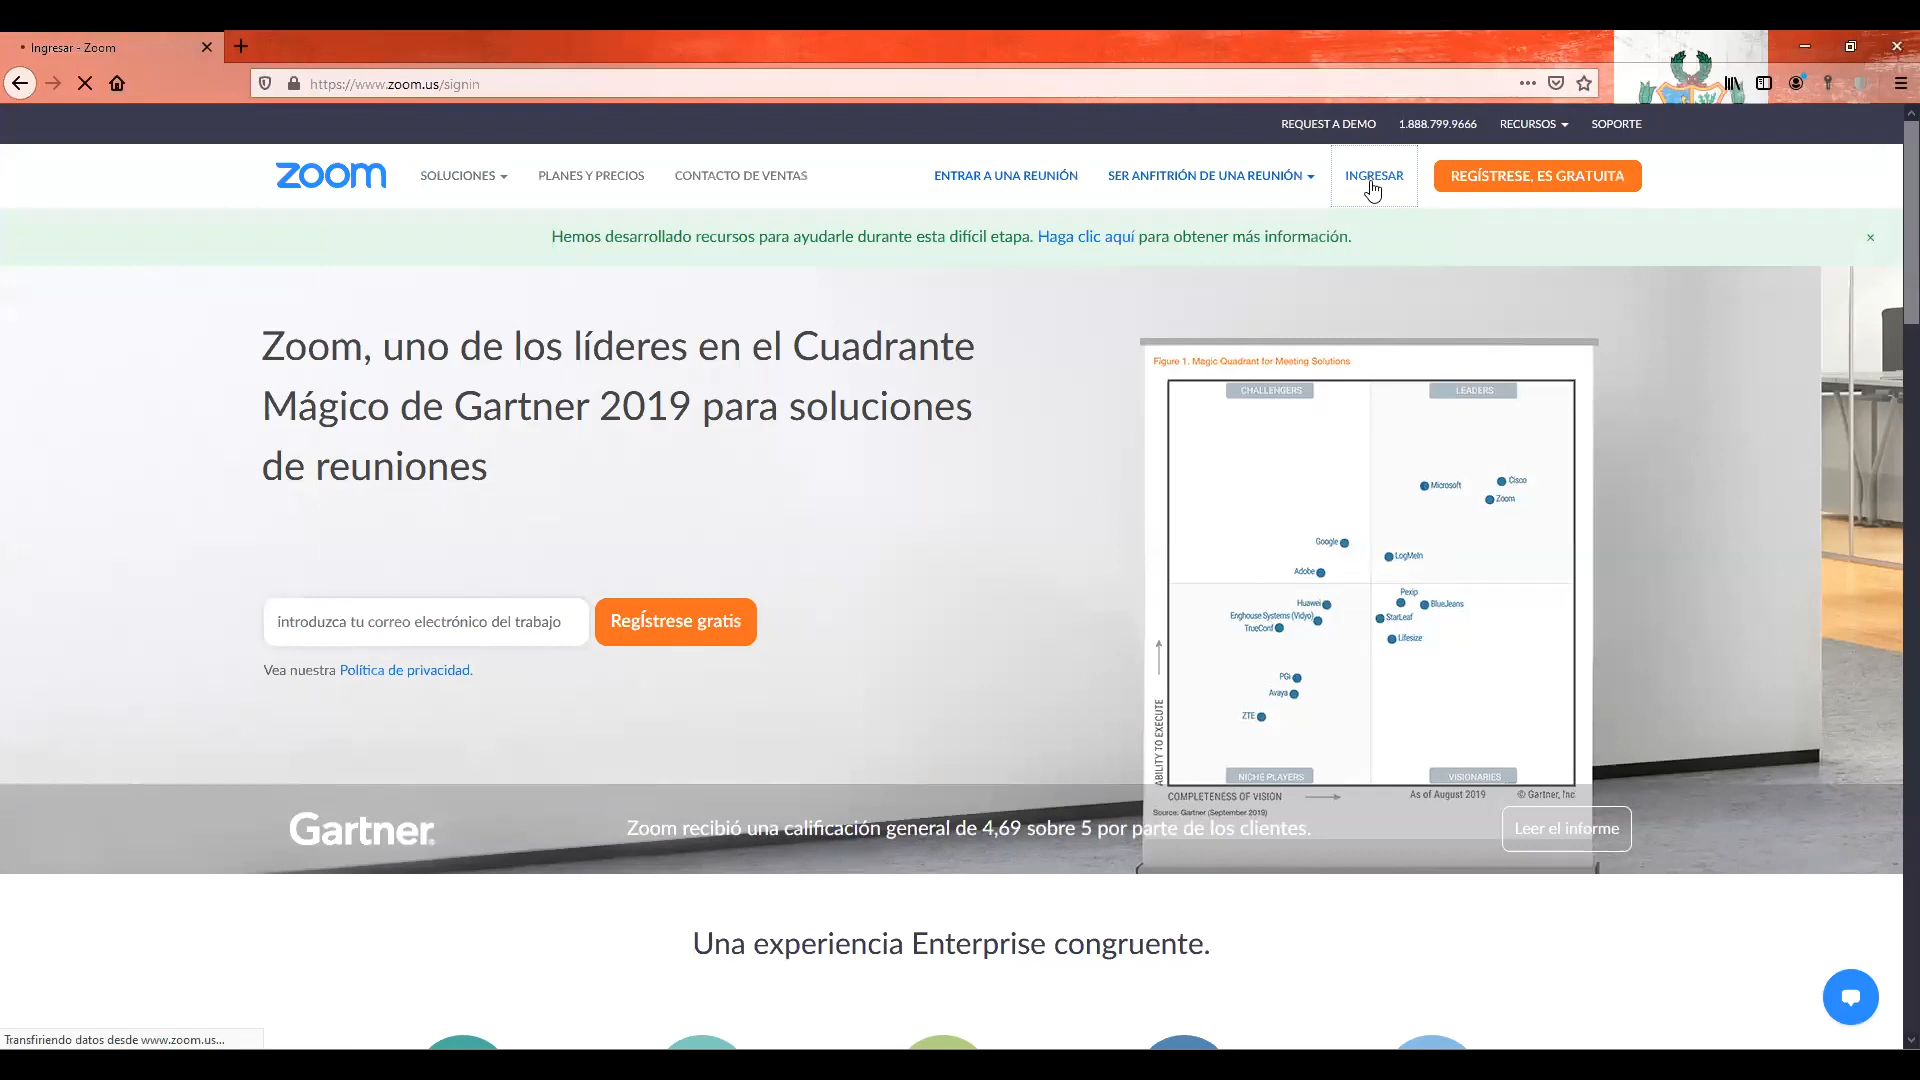 Ingresar - Zoom
https://www.zoom.us/signin
REQUEST A DEMO 1.888.799.9666 RECURSOS SOPORTE
zoom SOLUCIONES PLANES Y PRECIOS CONTACTO DE VENTAS ENTRAR A UNA REUNIÓN SER ANFITRIÓN DE UNA REUNIÓN INGRESAR REGÍSTRESE, ES GRATUITA
Hemos desarrollado recursos para ayudarle durante esta difícil etapa. Haga clic aquí para obtener más información.
Zoom, uno de los líderes en el Cuadrante
Mágico de Gartner 2019 para soluciones
de reuniones
introduzca tu correo electrónico del trabajo
RegÍstrese gratis
Vea nuestra Política de privacidad.
Figure 1. Magic Quadrant for Meeting Solutions
CHALLENGERS LEADERS
Microsoft Cisco
Zoom
Google
LogMeIn
Adobe
Pexip
Huawei BlueJeans
Enghouse Systems (Vidyo) StarLeaf
TrueConf
Lifesize
PGi
Avaya
ZTE
ABILITY TO EXECUTE
NICHE PLAYERS VISIONARIES
COMPLETENESS OF VISION As of August 2019 © Gartner, Inc
Source: Gartner (September 2019)
Gartner
Zoom recibió una calificación general de 4,69 sobre 5 por parte de los clientes.
Leer el informe
Una experiencia Enterprise congruente.
Transfiriendo datos desde www.zoom.us...